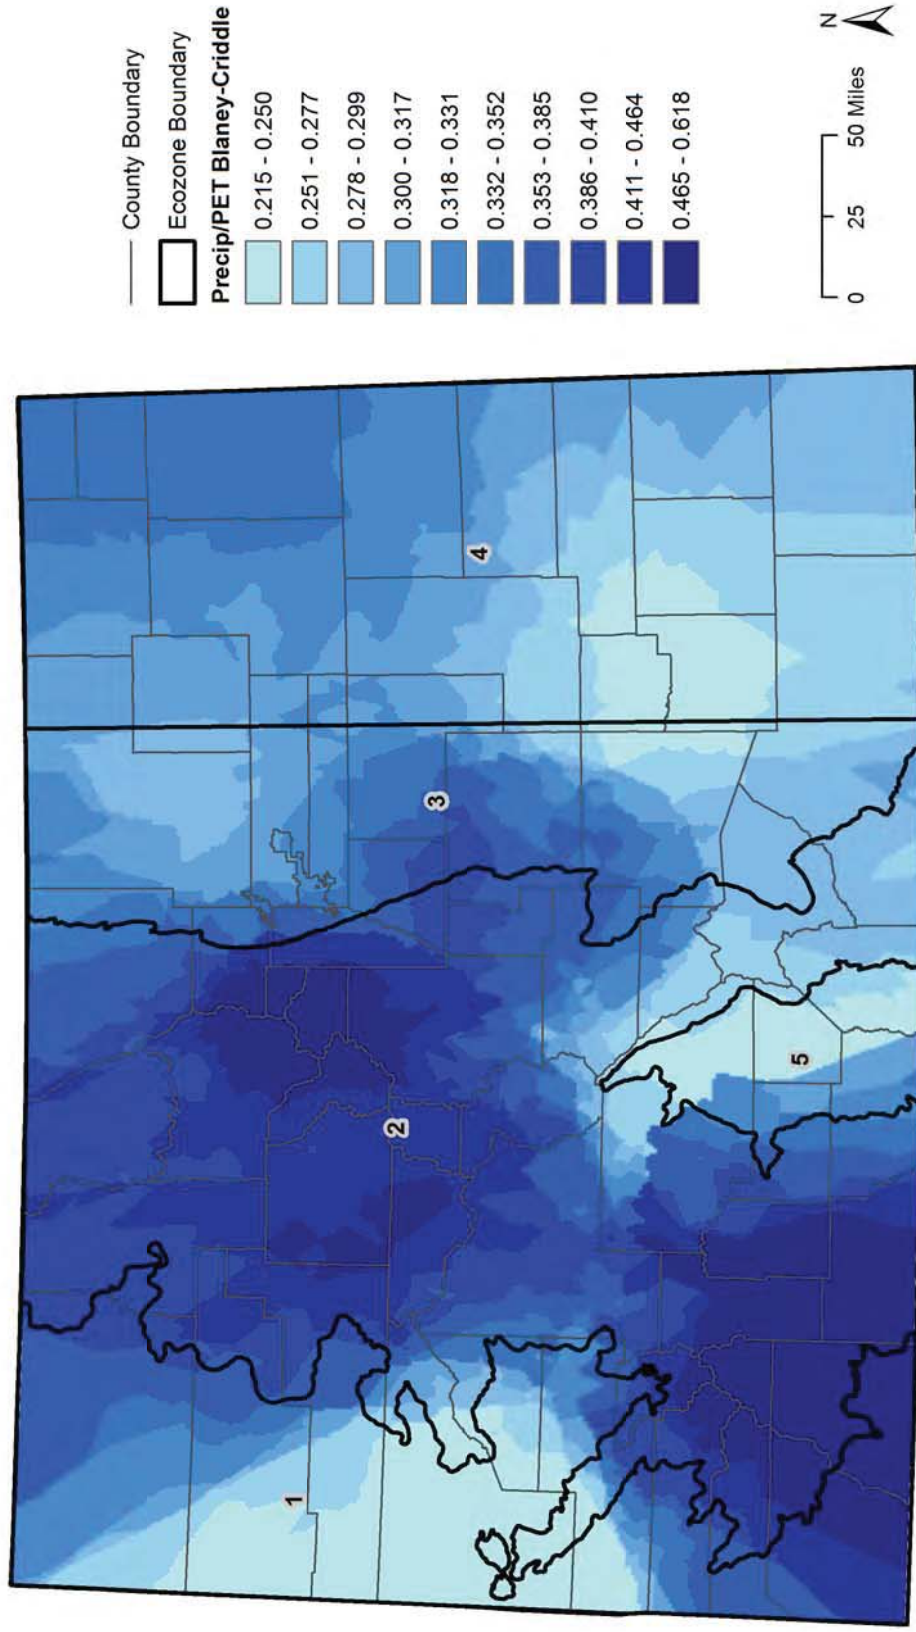 County Boundary
Ecozone Boundary
Precip/PET Blaney-Criddle
0.215 - 0.250
0.251 - 0.277
0.278 - 0.299
0.300 - 0.317
0.318 - 0.331
0.332 - 0.352
0.353 - 0.385
0.386 - 0.410
0.411 - 0.464
0.465 - 0.618
0 25 50 Miles
N
1
2
3
4
5